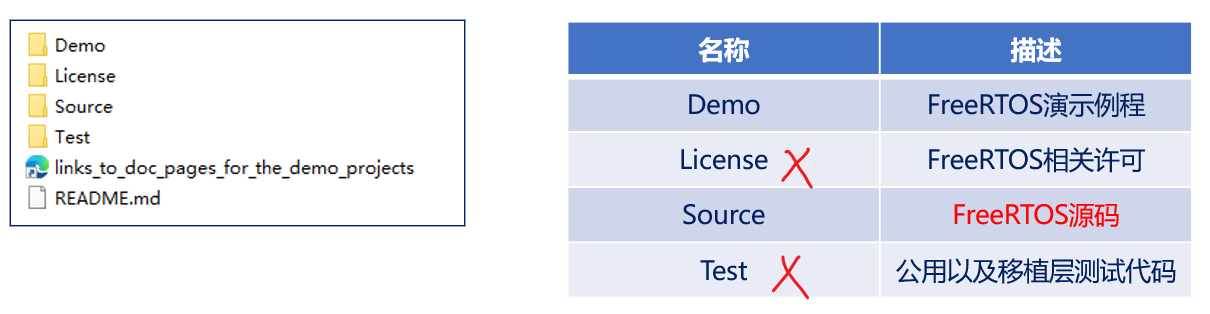 Demo
License
Source
Test
links_to_doc_pages_for_the_demo_projects
README.md
名称 描述
Demo FreeRTOS演示例程
License FreeRTOS相关许可
Source FreeRTOS源码
Test 公用以及移植层测试代码